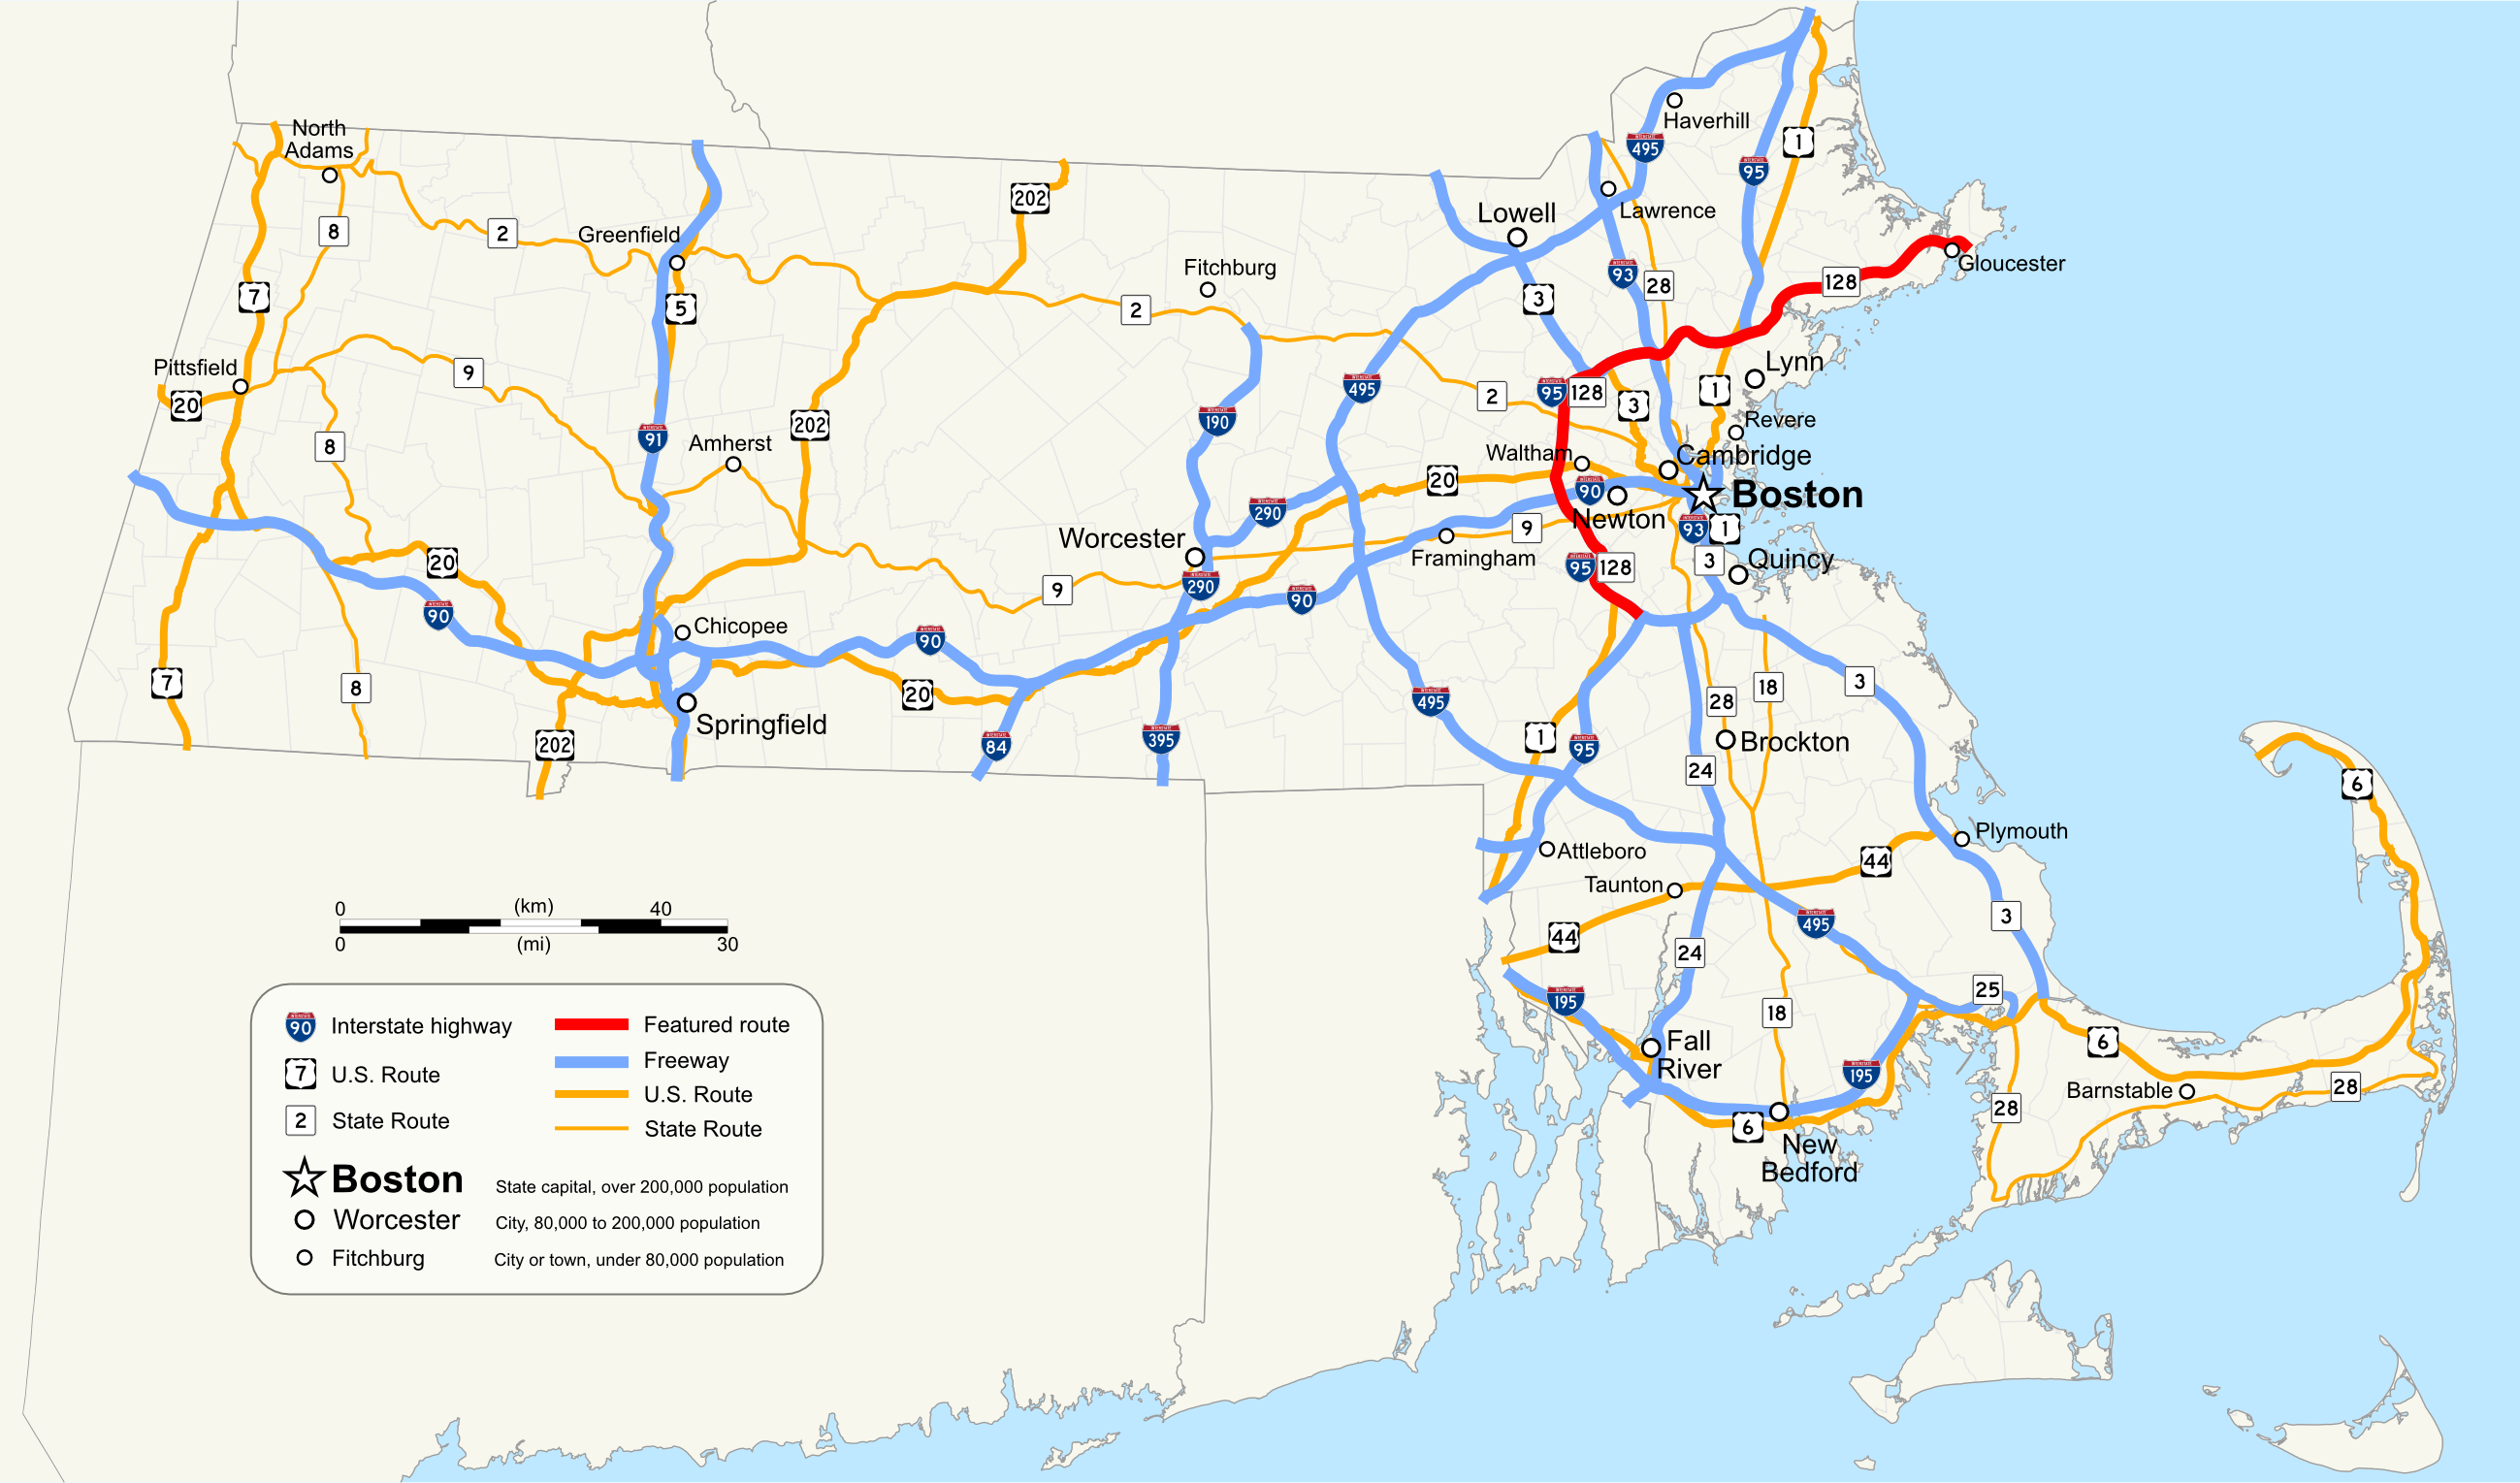 North
Adams
Haverhill
495
1
95
Lawrence
202
Lowell
8
2
Greenfield
Gloucester
93
28
128
7
5
3
Fitchburg
2
Pittsfield
9
Lynn
20
495
2
95
128
3
1
190
Revere
91
Amherst
202
8
Waltham
Cambridge
20
90
Boston
290
Newton
9
93
1
Worcester
Framingham
3
Quincy
20
95
128
290
9
90
90
Chicopee
90
7
8
20
495
18
28
3
Springfield
1
95
Brockton
202
84
395
24
6
Plymouth
Attleboro
44
Taunton
0
(km)
40
0
(mi)
30
3
495
44
24
25
195
18
90
Interstate highway
Featured route
Fall
River
6
Freeway
7
U.S. Route
195
U.S. Route
Barnstable
28
28
2
State Route
State Route
6
New
Bedford
Boston
State capital, over 200,000 population
Worcester
City, 80,000 to 200,000 population
Fitchburg
City or town, under 80,000 population